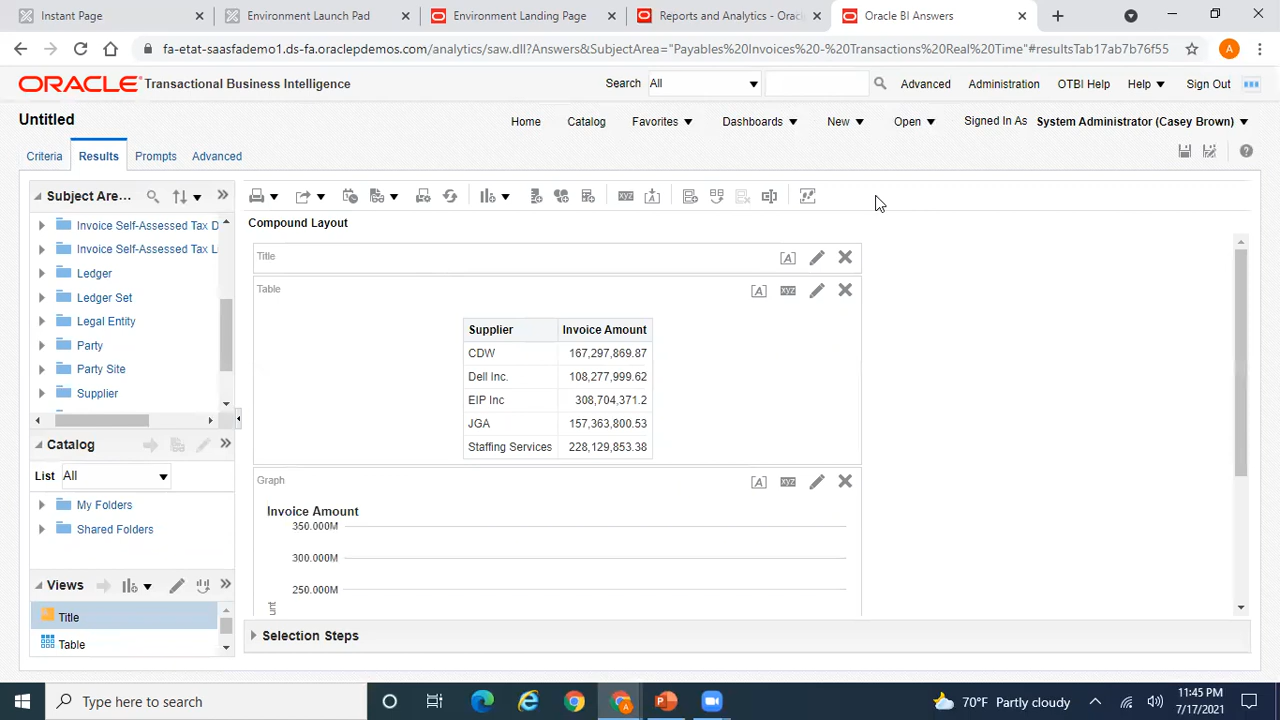 Instant Page
Environment Launch Pad
Environment Landing Page
Reports and Analytics - Oracl
Oracle BI Answers
fa-etat-saasfademo1.ds-fa.oraclepdemos.com/analytics/saw.dll?Answers&SubjectArea="Payables%20Invoices%20-%20Transactions%20Real%20Time"#resultsTab17ab7b76f55
A
ORACLE Transactional Business Intelligence
Search All Advanced Administration OTBI Help Help Sign Out
Untitled
Home Catalog Favorites Dashboards New Open Signed In As System Administrator (Casey Brown)
Criteria Results Prompts Advanced
Subject Are...
Invoice Self-Assessed Tax D
Invoice Self-Assessed Tax L
Ledger
Ledger Set
Legal Entity
Party
Party Site
Supplier
Catalog
List All
My Folders
Shared Folders
Views
Title
Table
Compound Layout
Title
Table
Supplier Invoice Amount
CDW 167,297,869.87
Dell Inc. 108,277,999.62
EIP Inc 308,704,371.2
JGA 157,363,800.53
Staffing Services 228,129,853.38
Graph
Invoice Amount
350.000M
300.000M
250.000M
unt
Selection Steps
Type here to search
70°F Partly cloudy
11:45 PM
7/17/2021